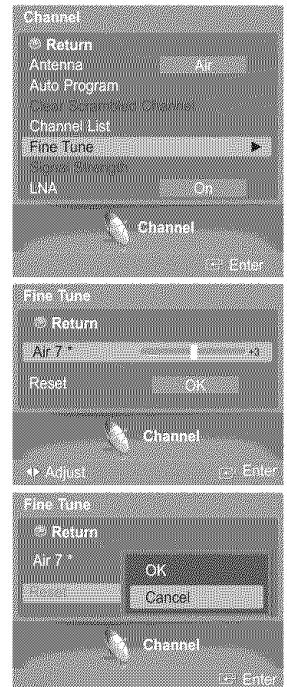 Channel
Return
Antenna Air
Auto Program
Clear Scrambled Channel
Channel List
Fine Tune ►
Signal Strength
LNA On
Channel
Enter
Fine Tune
Return
Air 7 * +3
Reset OK
Channel
Adjust Enter
Fine Tune
Return
Air 7 *
OK
Reset
Cancel
Channel
Enter